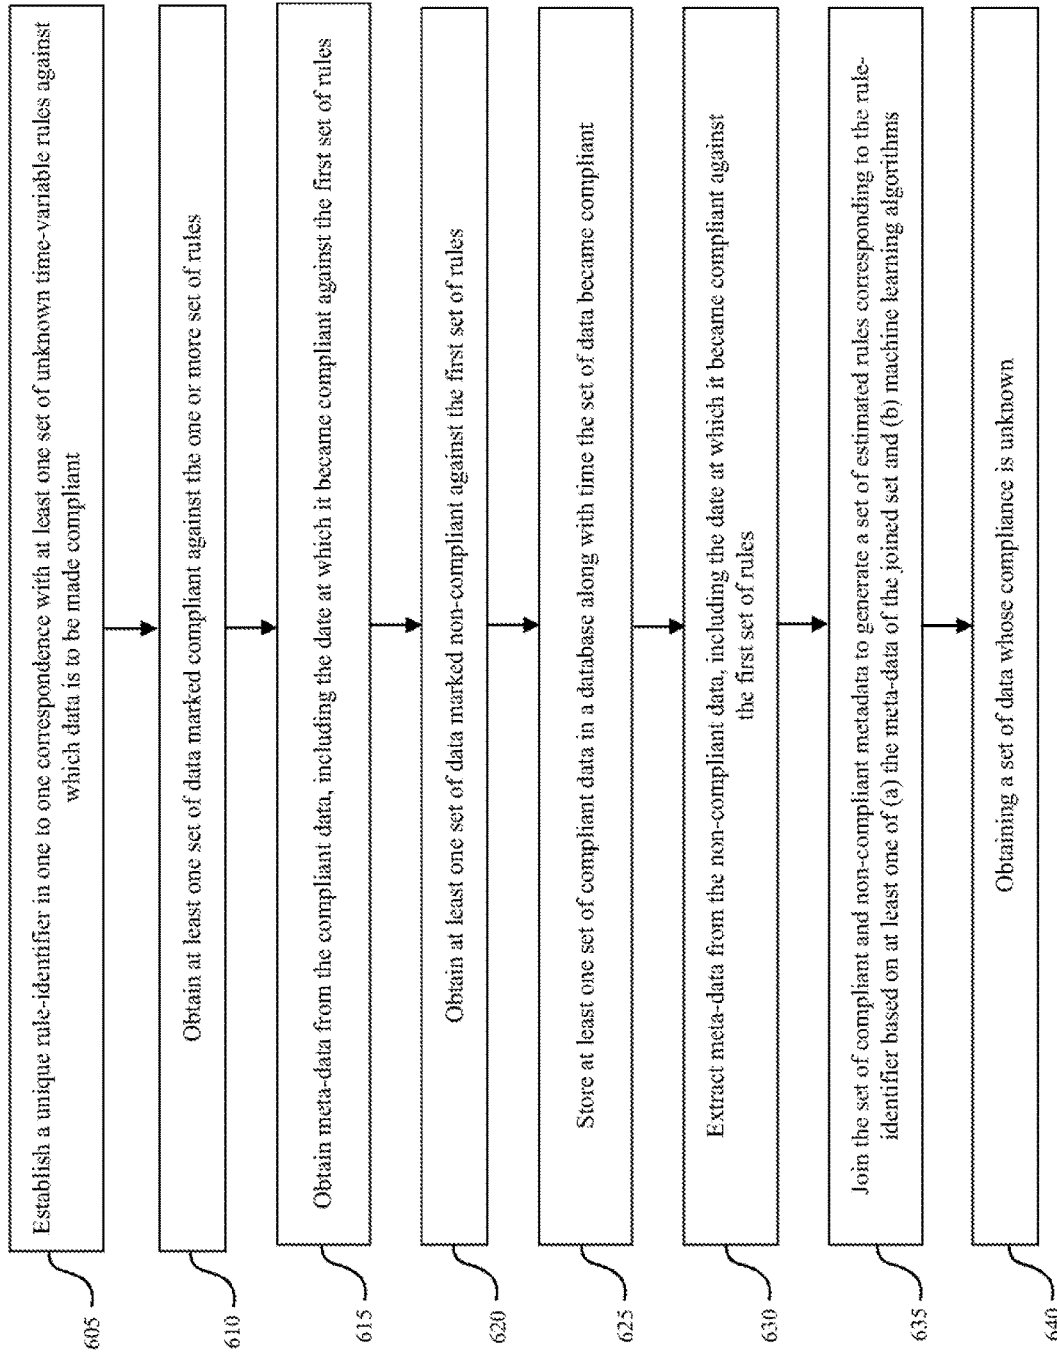 Establish a unique rule-identifier in one to one correspondence with at least one set of unknown time-variable rules against
which data is to be made compliant
605
Obtain at least one set of data marked compliant against the one or more set of rules
610
Obtain meta-data from the compliant data, including the date at which it became compliant against the first set of rules
615
Obtain at least one set of data marked non-compliant against the first set of rules
620
Store at least one set of compliant data in a database along with time the set of data became compliant
625
Extract meta-data from the non-compliant data, including the date at which it became compliant against
the first set of rules
630
Join the set of compliant and non-compliant metadata to generate a set of estimated rules corresponding to the rule-
identifier based on at least one of (a) the meta-data of the joined set and (b) machine learning algorithms
635
Obtaining a set of data whose compliance is unknown
640